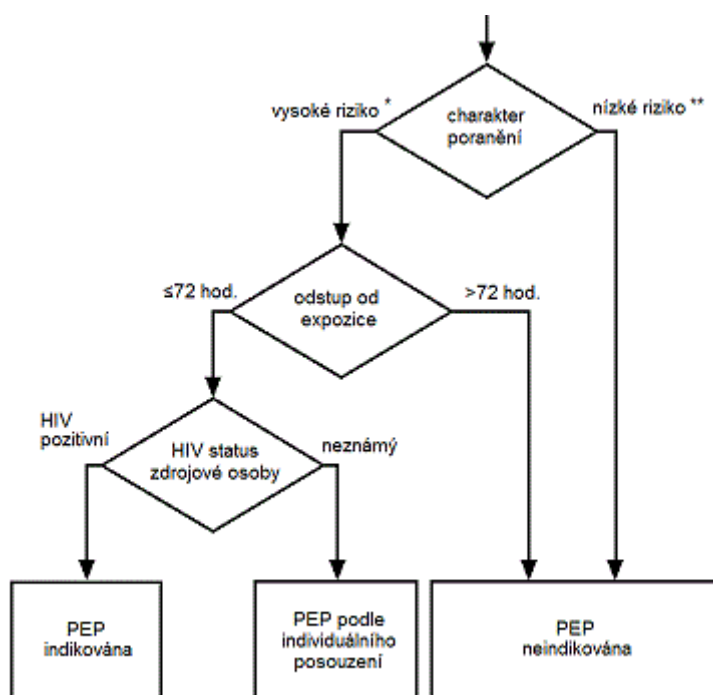 vysoké riziko *
charakter
poranění
nízké riziko **
≤72 hod.
odstup od
expozice
>72 hod.
HIV
pozitivní
HIV status
zdrojové osoby
neznámý
PEP
indikována
PEP podle
individuálního
posouzení
PEP
neindikována